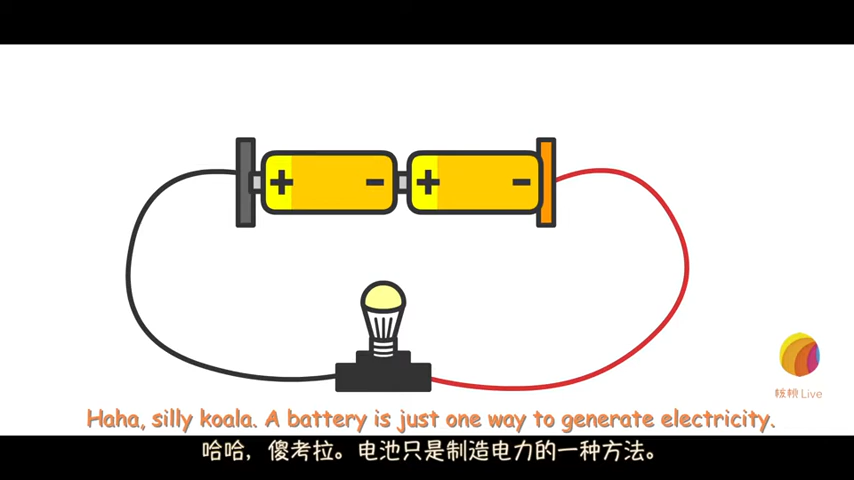 + - + -
Live
Haha, silly koala. A battery is just one way to generate electricity.
哈哈，傻考拉。电池只是制造电力的一种方法。